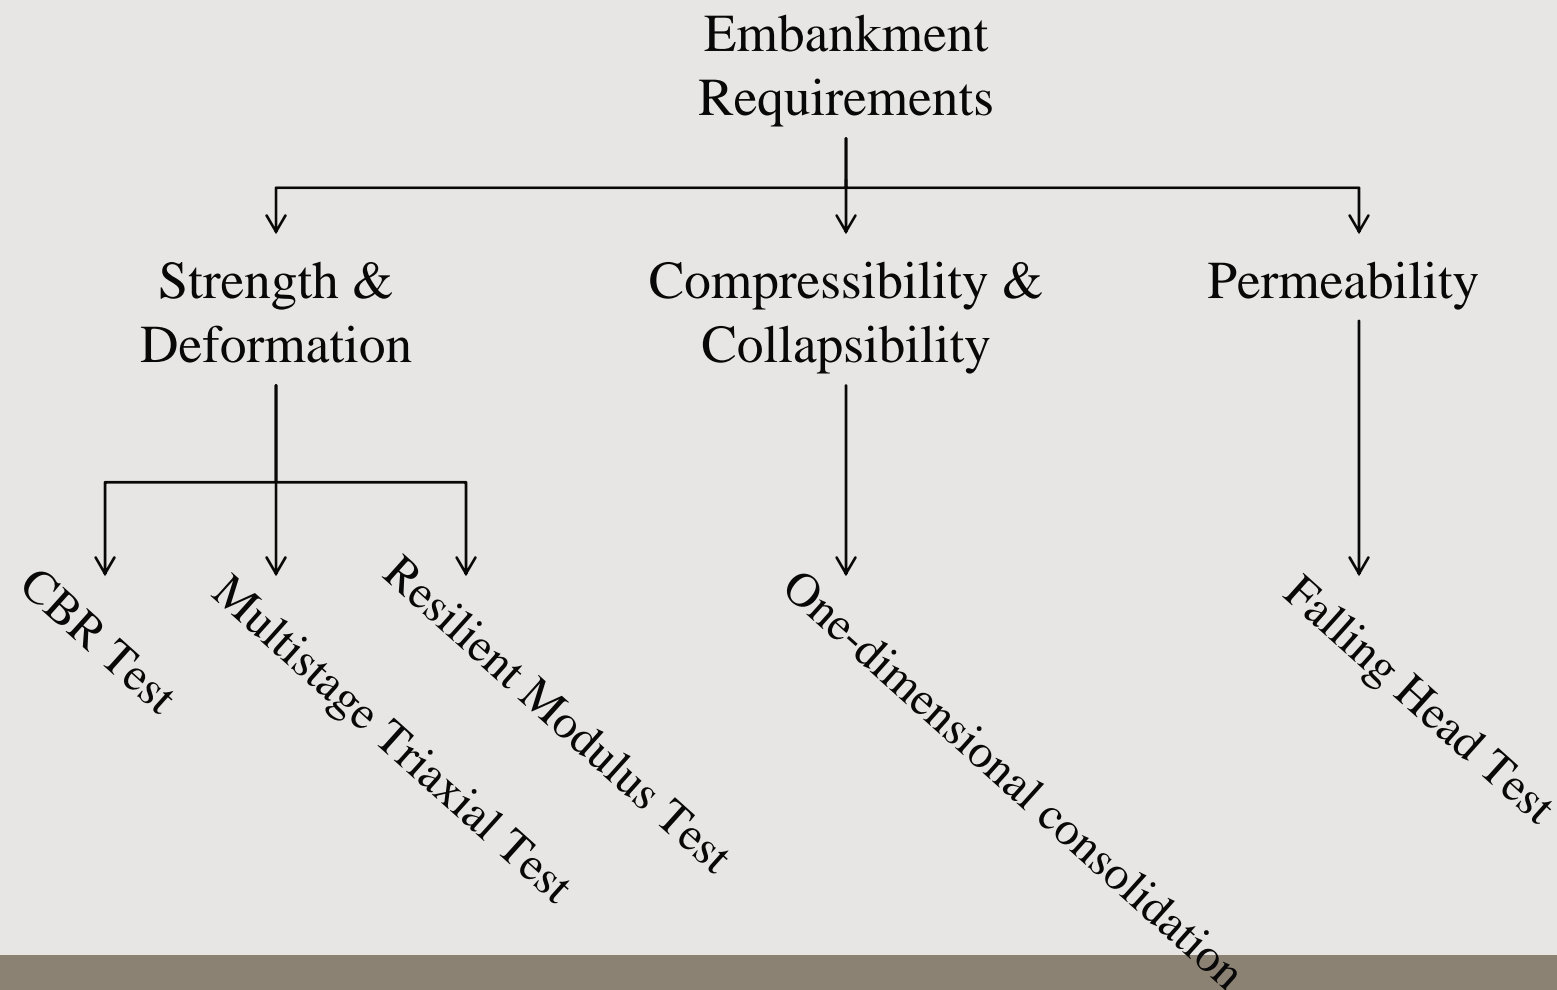 Embankment
Requirements
Strength &
Deformation
Compressibility &
Collapsibility
Permeability
CBR Test
Multistage Triaxial Test
Resilient Modulus Test
One-dimensional consolidation
Falling Head Test